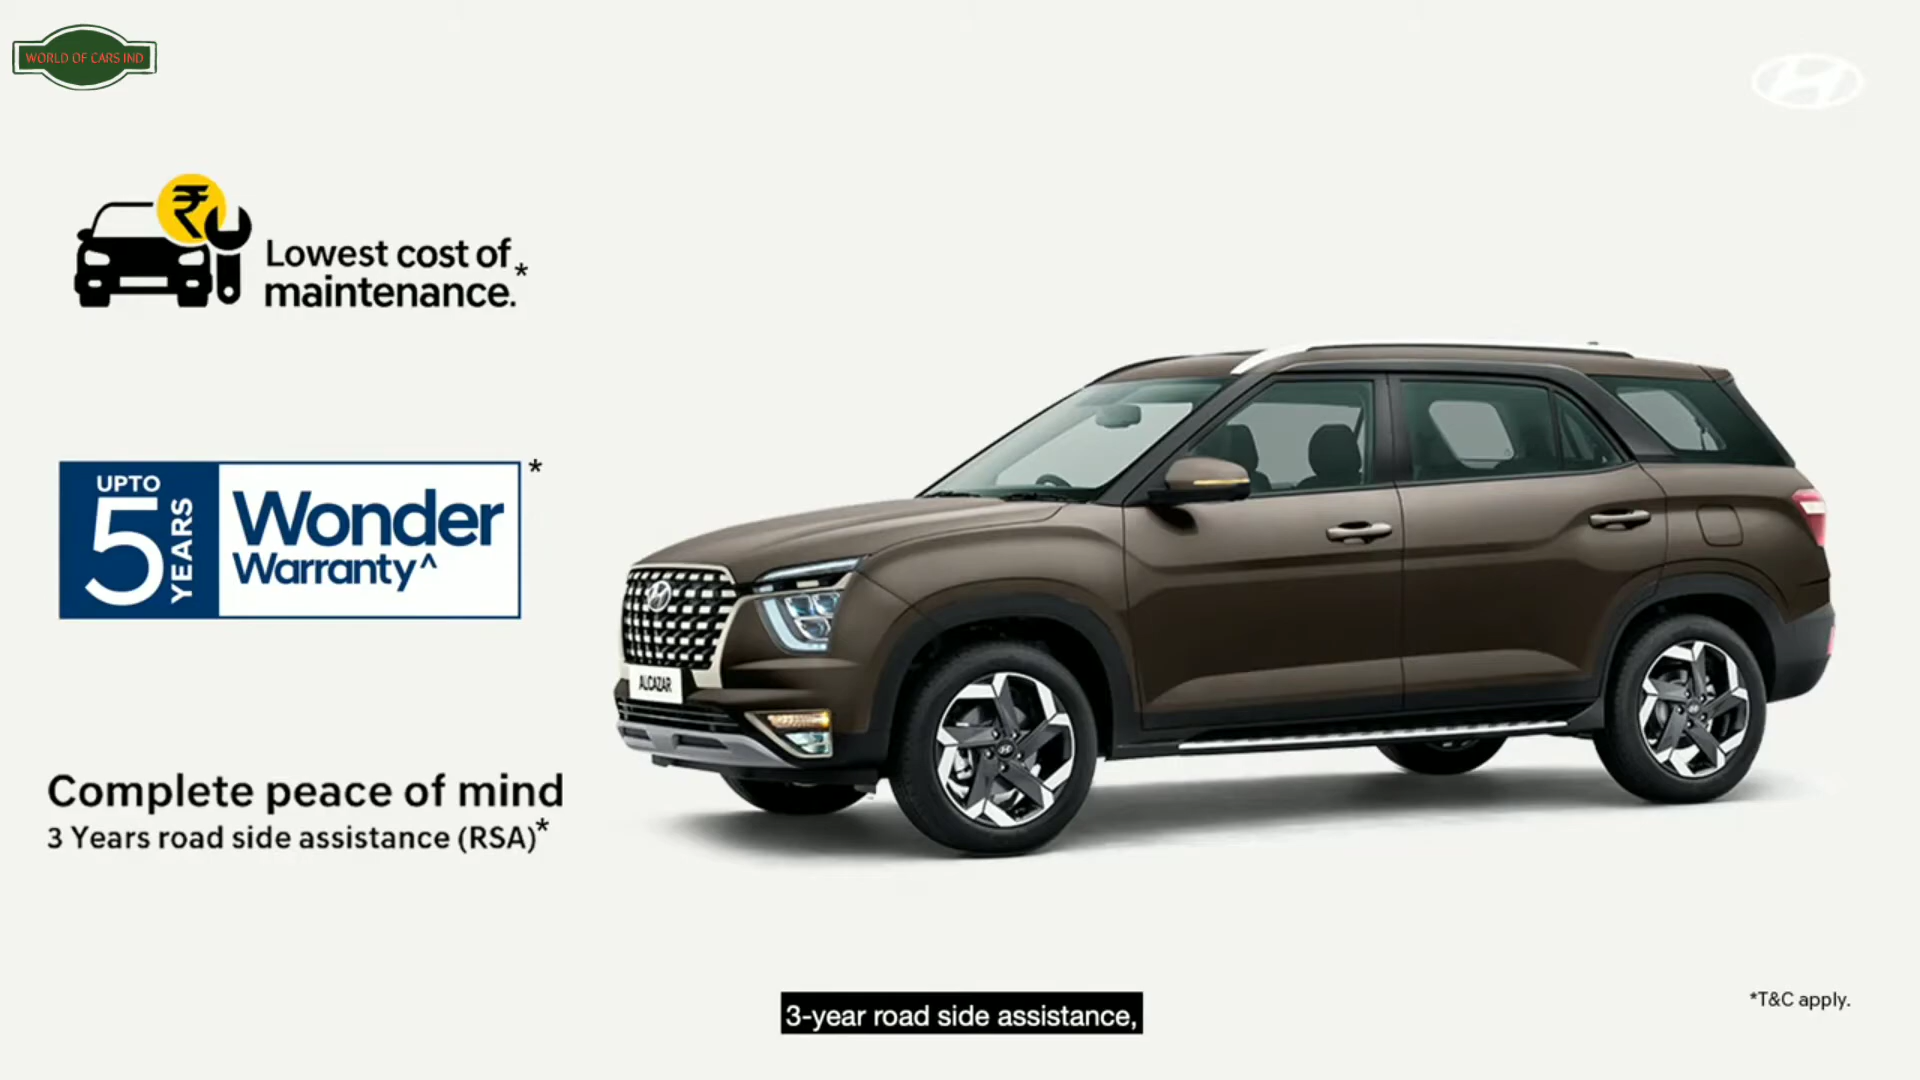 WORLD OF CARS IND
₹
Lowest cost of
maintenance.*
UPTO
5
YEARS
Wonder
Warranty^
*
Complete peace of mind
3 Years road side assistance (RSA)*
ALCAZAR
3-year road side assistance,
*T&C apply.